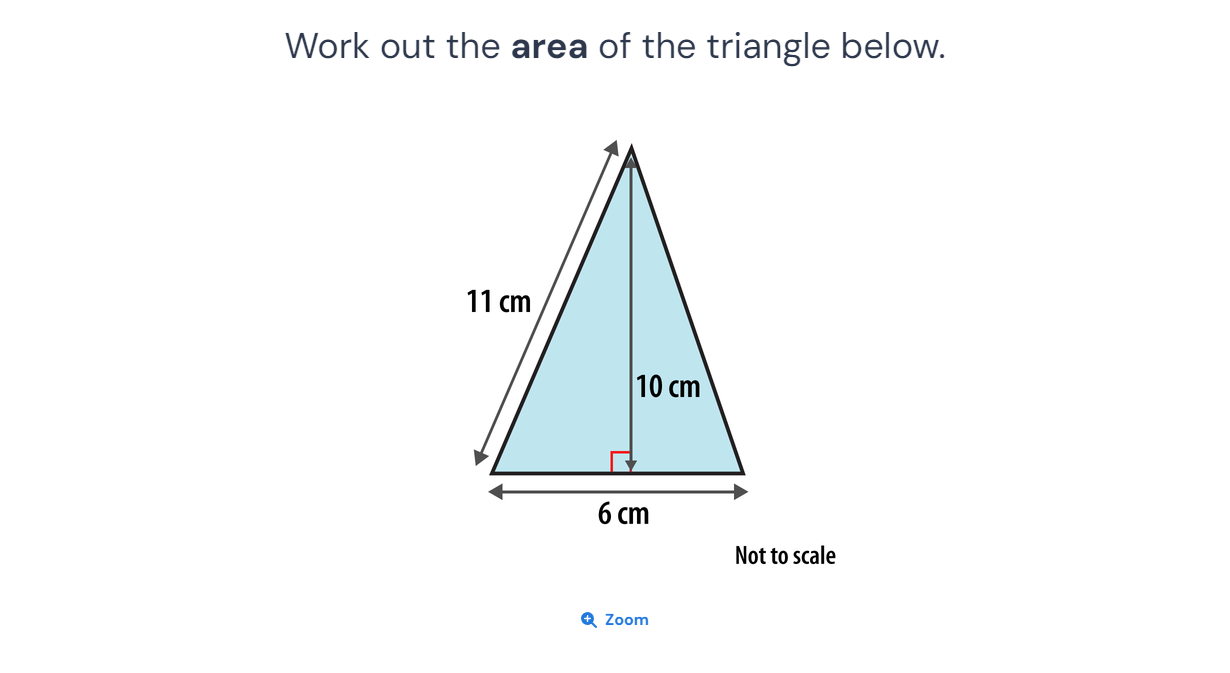 Work out the area of the triangle below.
11 cm
10 cm
6 cm
Not to scale
Zoom